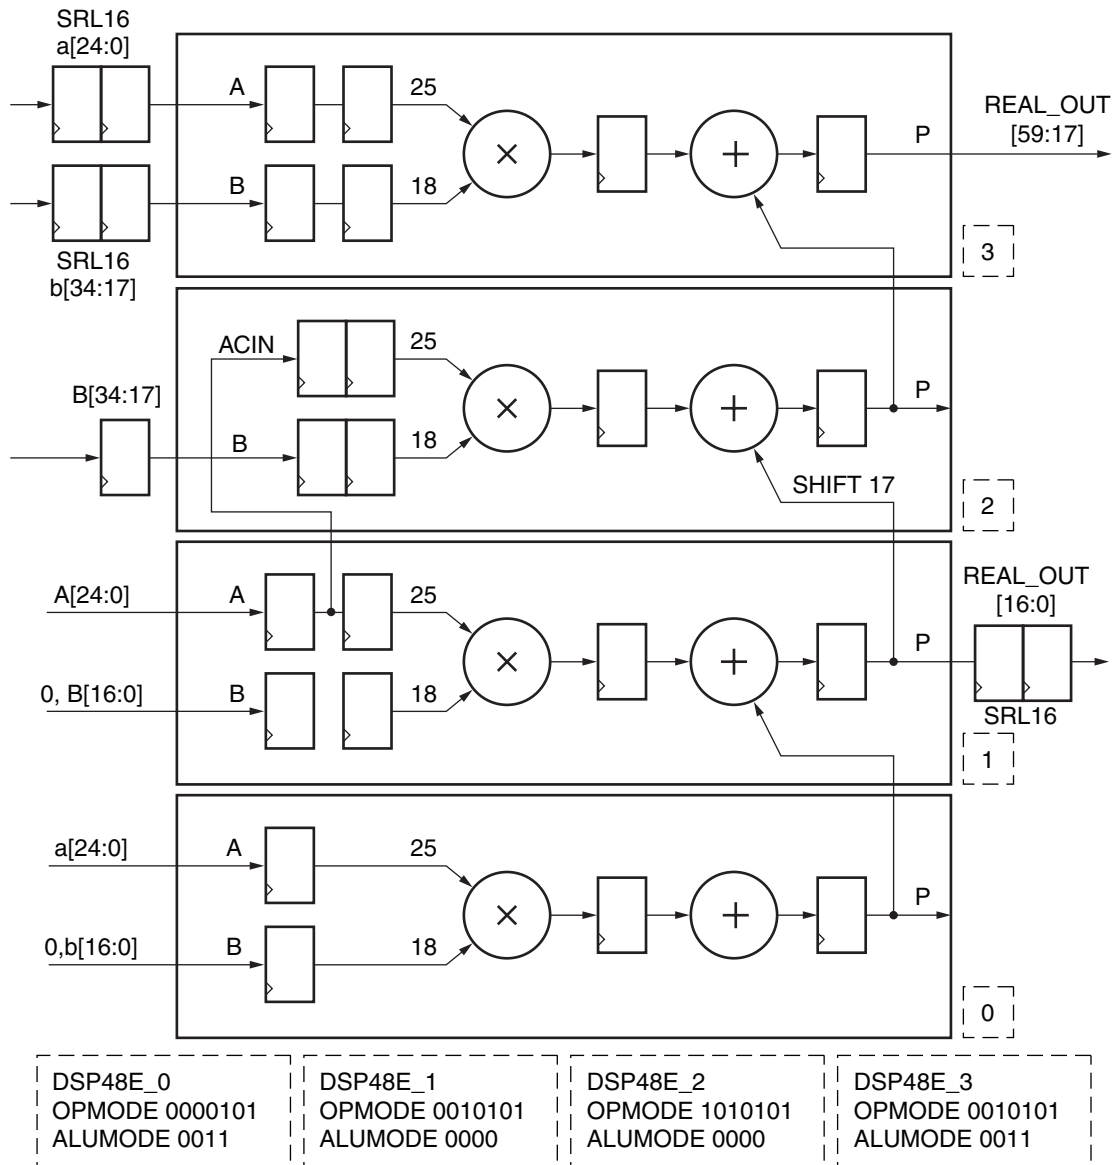 SRL16
a[24:0]
A
25
B
18
P
REAL_OUT
[59:17]
SRL16
b[34:17]
3
ACIN
25
B[34:17]
B
18
P
SHIFT 17
2
A[24:0]
A
25
0, B[16:0]
B
18
P
REAL_OUT
[16:0]
SRL16
1
a[24:0]
A
25
0,b[16:0]
B
18
P
0
DSP48E_0
OPMODE 0000101
ALUMODE 0011
DSP48E_1
OPMODE 0010101
ALUMODE 0000
DSP48E_2
OPMODE 1010101
ALUMODE 0000
DSP48E_3
OPMODE 0010101
ALUMODE 0011